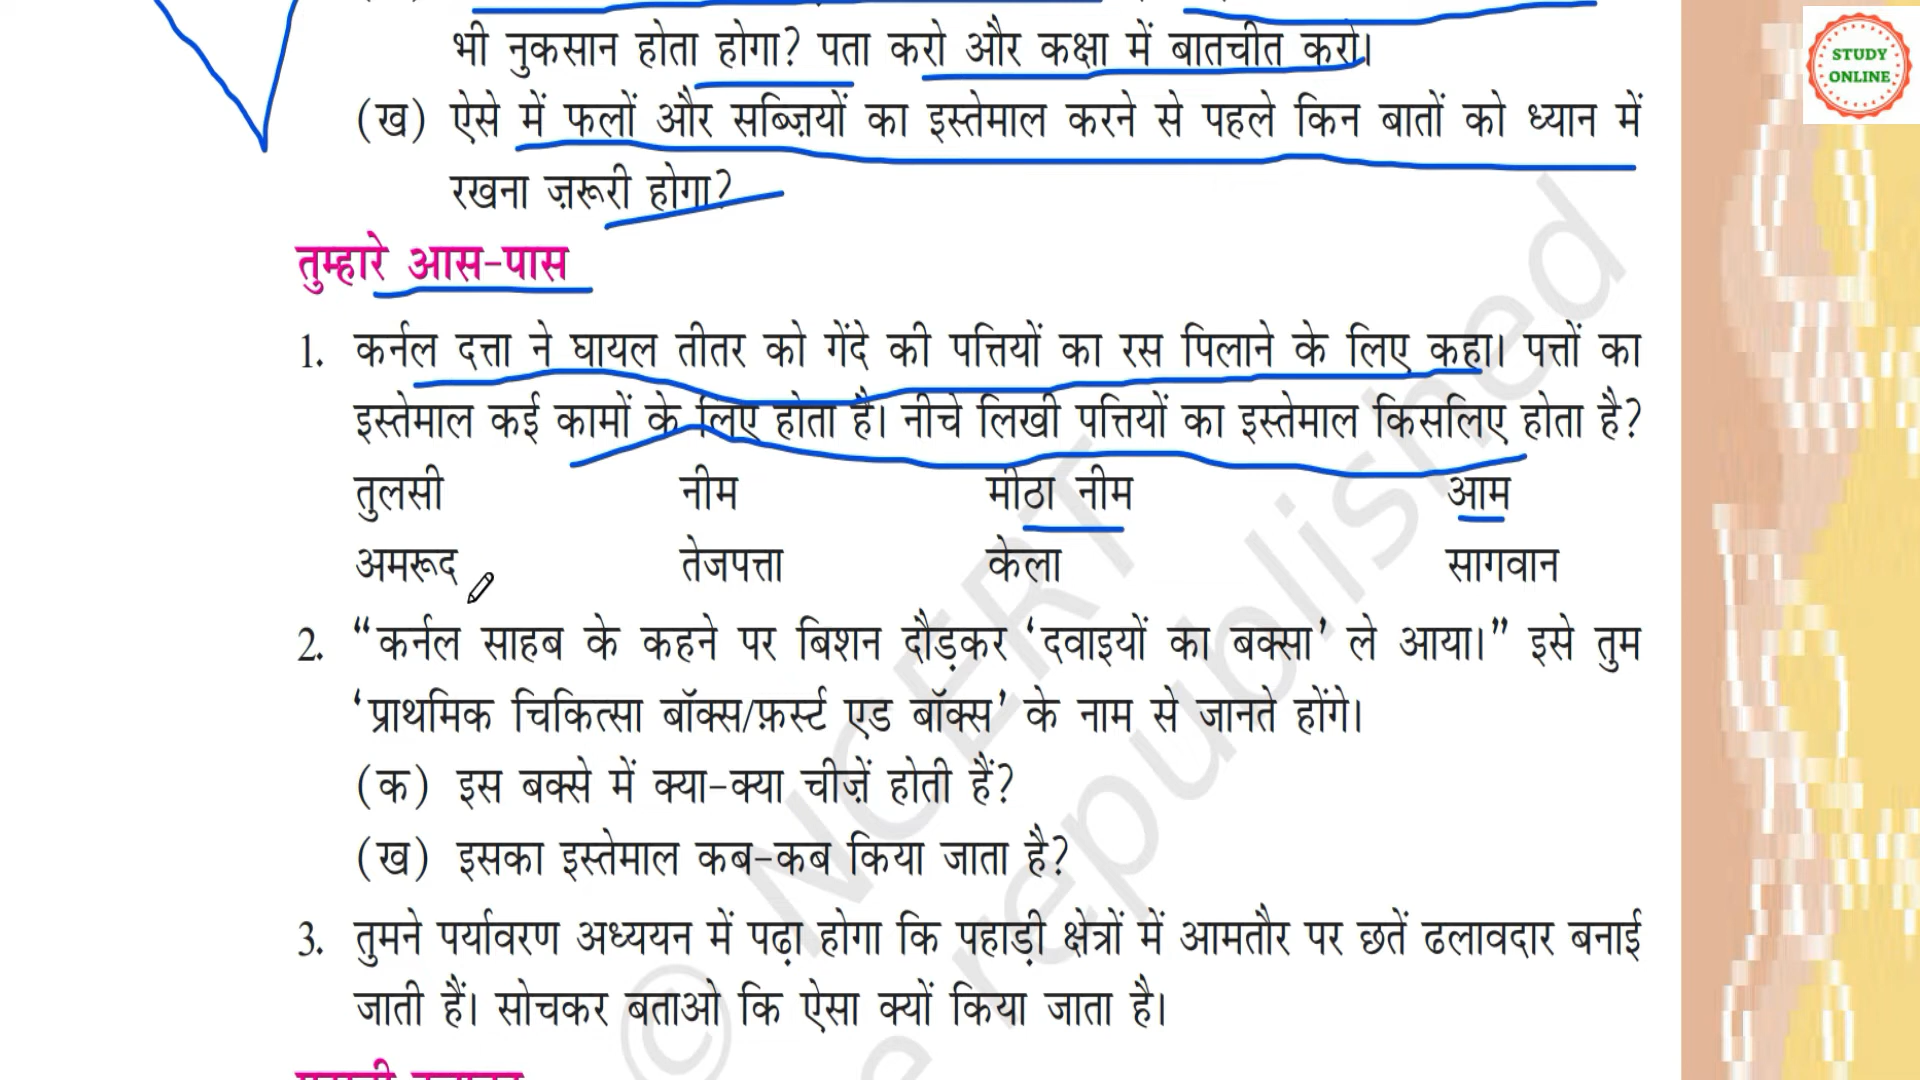 भी नुकसान होता होगा? पता करो और कक्षा में बातचीत करो।
(ख) ऐसे में फलों और सब्ज़ियों का इस्तेमाल करने से पहले किन बातों को ध्यान में
रखना ज़रूरी होगा?
STUDY
ONLINE
तुम्हारे आस-पास
1. कर्नल दत्ता ने घायल तीतर को गेंदे की पत्तियों का रस पिलाने के लिए कहा। पत्तों का
इस्तेमाल कई कामों के लिए होता है। नीचे लिखी पत्तियों का इस्तेमाल किसलिए होता है?
तुलसी नीम मीठा नीम आम
अमरूद तेजपत्ता केला सागवान
2. “कर्नल साहब के कहने पर बिशन दौड़कर ‘दवाइयों का बक्सा’ ले आया।” इसे तुम
‘प्राथमिक चिकित्सा बॉक्स/फ़र्स्ट एड बॉक्स’ के नाम से जानते होंगे।
(क) इस बक्से में क्या-क्या चीज़ें होती हैं?
(ख) इसका इस्तेमाल कब-कब किया जाता है?
3. तुमने पर्यावरण अध्ययन में पढ़ा होगा कि पहाड़ी क्षेत्रों में आमतौर पर छतें ढलावदार बनाई
जाती हैं। सोचकर बताओ कि ऐसा क्यों किया जाता है।
© NCERT
republished